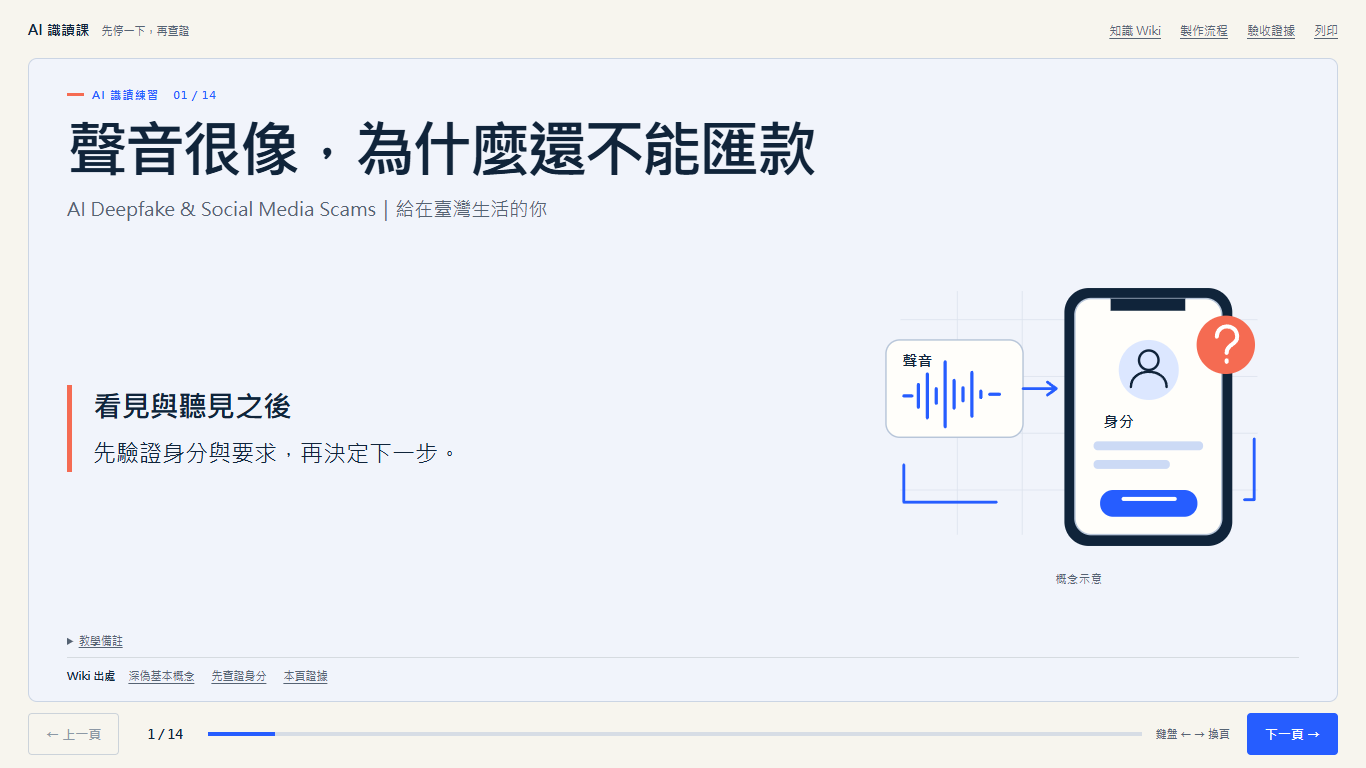 AI 識讀課 先停一下，再查證
知識 Wiki 製作流程 驗收證據 列印
AI 識讀練習 01 / 14
聲音很像，為什麼還不能匯款
AI Deepfake & Social Media Scams｜給在臺灣生活的你
看見與聽見之後
先驗證身分與要求，再決定下一步。
聲音
?
身分
概念示意
▶ 教學備註
Wiki 出處 深偽基本概念 先查證身分 本頁證據
← 上一頁 1 / 14 鍵盤 ← → 換頁 下一頁 →